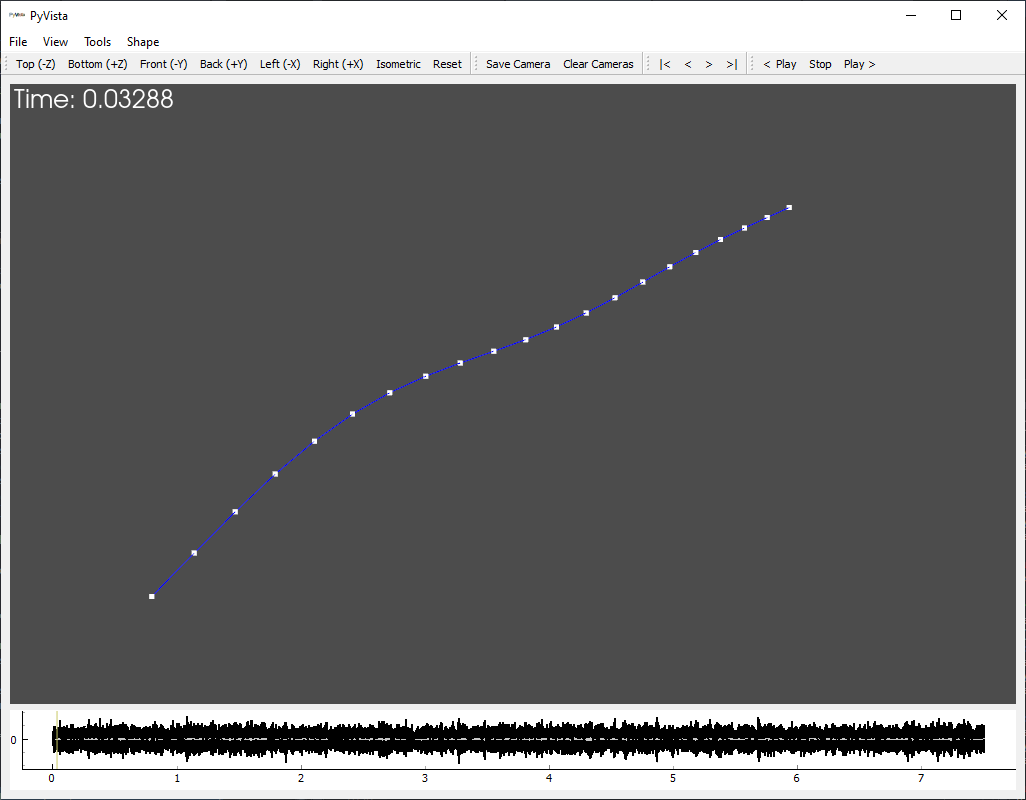 PyVista PyVista
File View Tools Shape
Top (-Z) Bottom (+Z) Front (-Y) Back (+Y) Left (-X) Right (+X) Isometric Reset Save Camera Clear Cameras |< < > >| < Play Stop Play >
Time: 0.03288
0
0 1 2 3 4 5 6 7